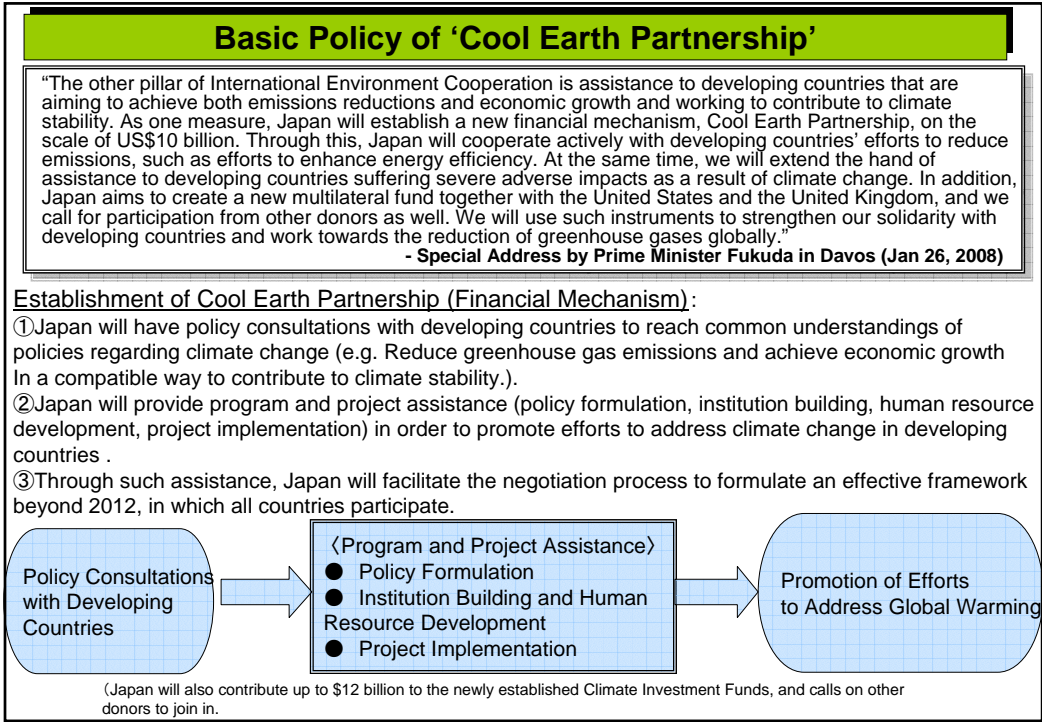 Basic Policy of ‘Cool Earth Partnership’
“The other pillar of International Environment Cooperation is assistance to developing countries that are
aiming to achieve both emissions reductions and economic growth and working to contribute to climate
stability. As one measure, Japan will establish a new financial mechanism, Cool Earth Partnership, on the
scale of US$10 billion. Through this, Japan will cooperate actively with developing countries’ efforts to reduce
emissions, such as efforts to enhance energy efficiency. At the same time, we will extend the hand of
assistance to developing countries suffering severe adverse impacts as a result of climate change. In addition,
Japan aims to create a new multilateral fund together with the United States and the United Kingdom, and we
call for participation from other donors as well. We will use such instruments to strengthen our solidarity with
developing countries and work towards the reduction of greenhouse gases globally.”
- Special Address by Prime Minister Fukuda in Davos (Jan 26, 2008)
Establishment of Cool Earth Partnership (Financial Mechanism):
①Japan will have policy consultations with developing countries to reach common understandings of
policies regarding climate change (e.g. Reduce greenhouse gas emissions and achieve economic growth
In a compatible way to contribute to climate stability.).
②Japan will provide program and project assistance (policy formulation, institution building, human resource
development, project implementation) in order to promote efforts to address climate change in developing
countries .
③Through such assistance, Japan will facilitate the negotiation process to formulate an effective framework
beyond 2012, in which all countries participate.
Policy Consultations
with Developing
Countries
〈Program and Project Assistance〉
● Policy Formulation
● Institution Building and Human
Resource Development
● Project Implementation
Promotion of Efforts
to Address Global Warming
（Japan will also contribute up to $12 billion to the newly established Climate Investment Funds, and calls on other
donors to join in.